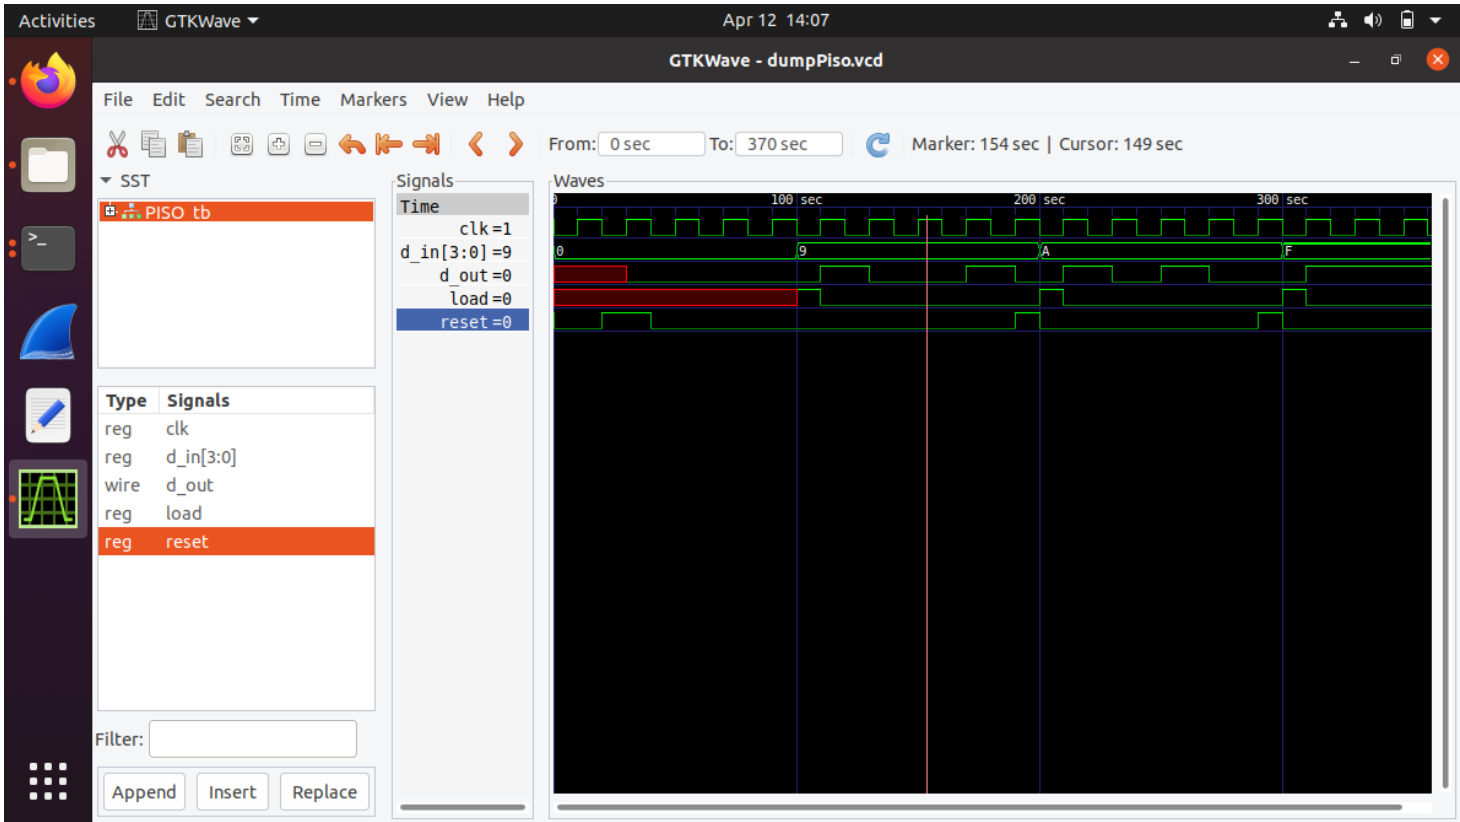 Activities GTKWave Apr 12 14:07
GTKWave - dumpPiso.vcd
File Edit Search Time Markers View Help
From: 0 sec To: 370 sec Marker: 154 sec | Cursor: 149 sec
SST
PISO_tb
Type Signals
reg clk
reg d_in[3:0]
wire d_out
reg load
reg reset
Filter:
Append Insert Replace
Signals
Time
clk=1
d_in[3:0]=9
d_out=0
load=0
reset=0
Waves
0 100 sec 200 sec 300 sec
0 9 A F
>_